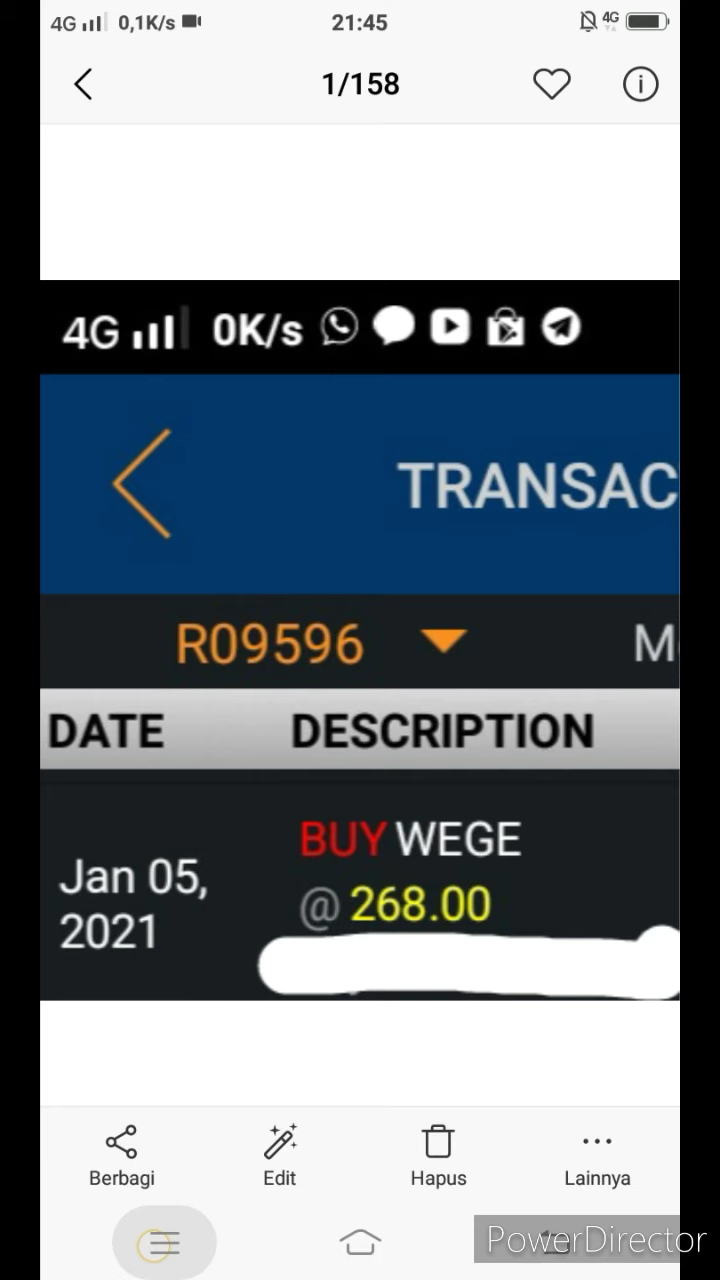 4G 0,1K/s 21:45 4G
1/158
4G 0K/s
TRANSAC
R09596 M
DATE DESCRIPTION
BUY WEGE
@ 268.00
Jan 05,
2021
Berbagi Edit Hapus Lainnya
PowerDirector